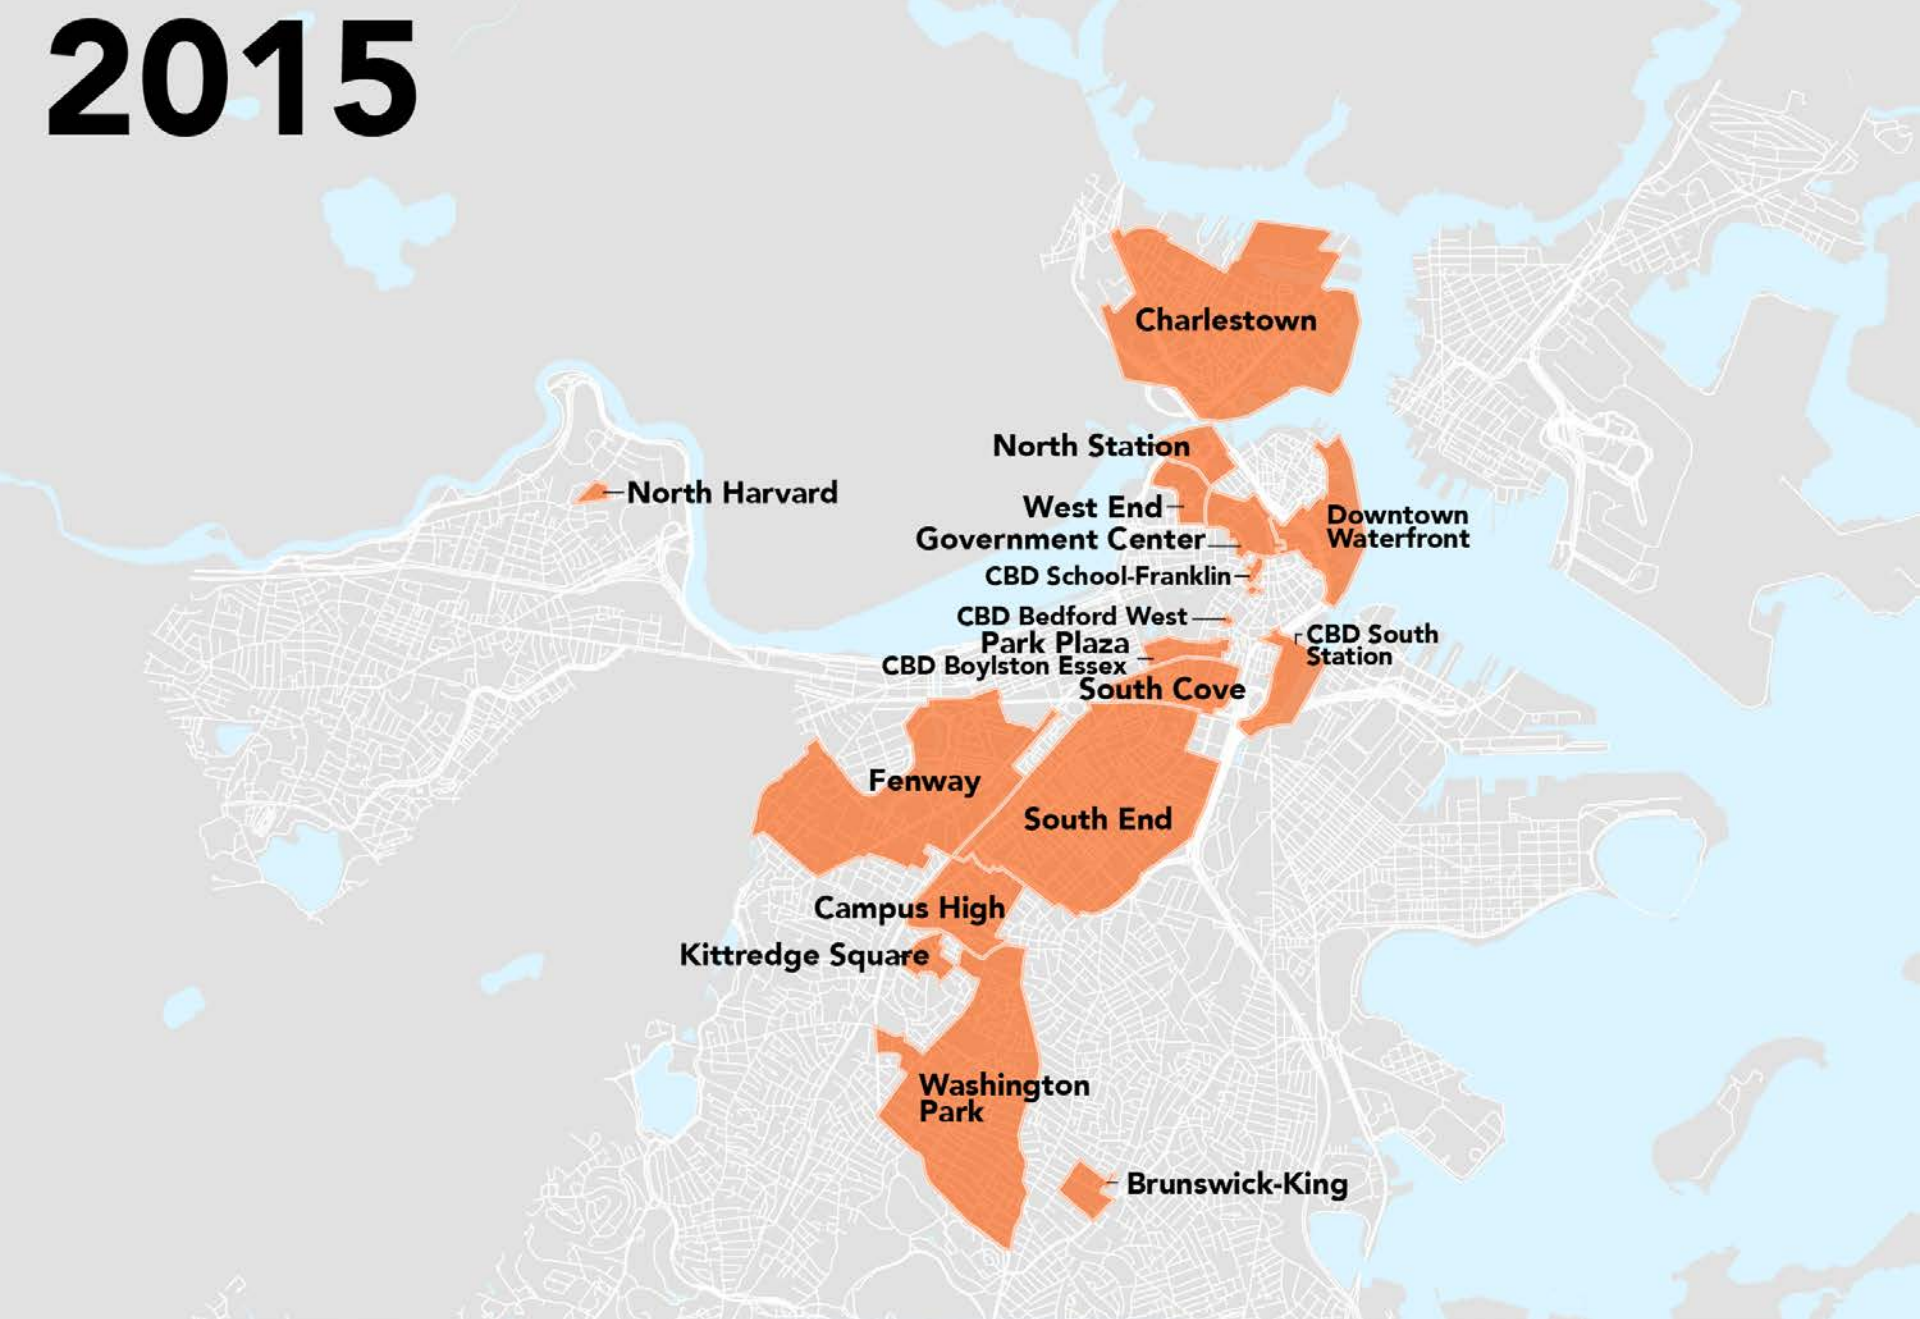 2015
Charlestown
North Station
North Harvard
West End
Downtown
Waterfront
Government Center
CBD School-Franklin
CBD Bedford West
CBD South
Station
Park Plaza
CBD Boylston Essex
South Cove
Fenway
South End
Campus High
Kittredge Square
Washington
Park
Brunswick-King